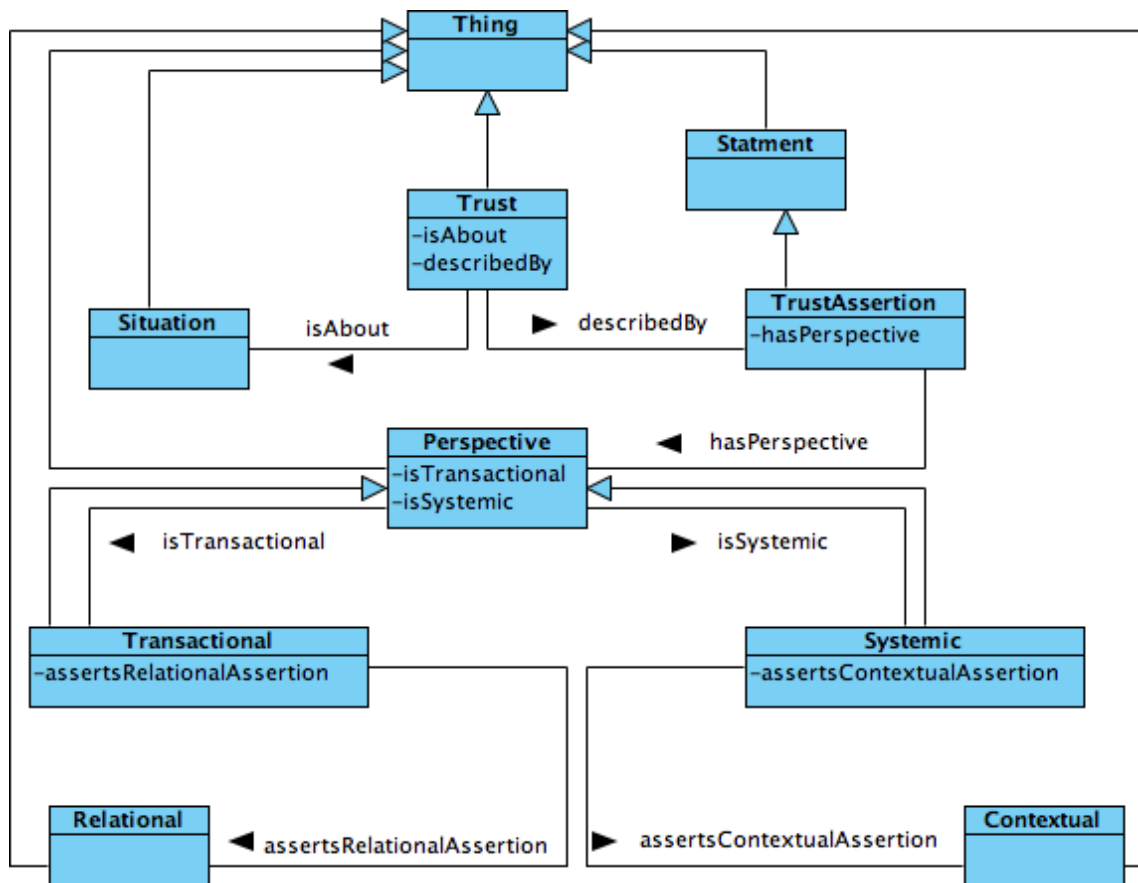 Thing
Statment
Trust
-isAbout
-describedBy
Situation
isAbout
describedBy
TrustAssertion
-hasPerspective
Perspective
-isTransactional
-isSystemic
hasPerspective
isTransactional
isSystemic
Transactional
-assertsRelationalAssertion
Systemic
-assertsContextualAssertion
Relational
assertsRelationalAssertion
assertsContextualAssertion
Contextual